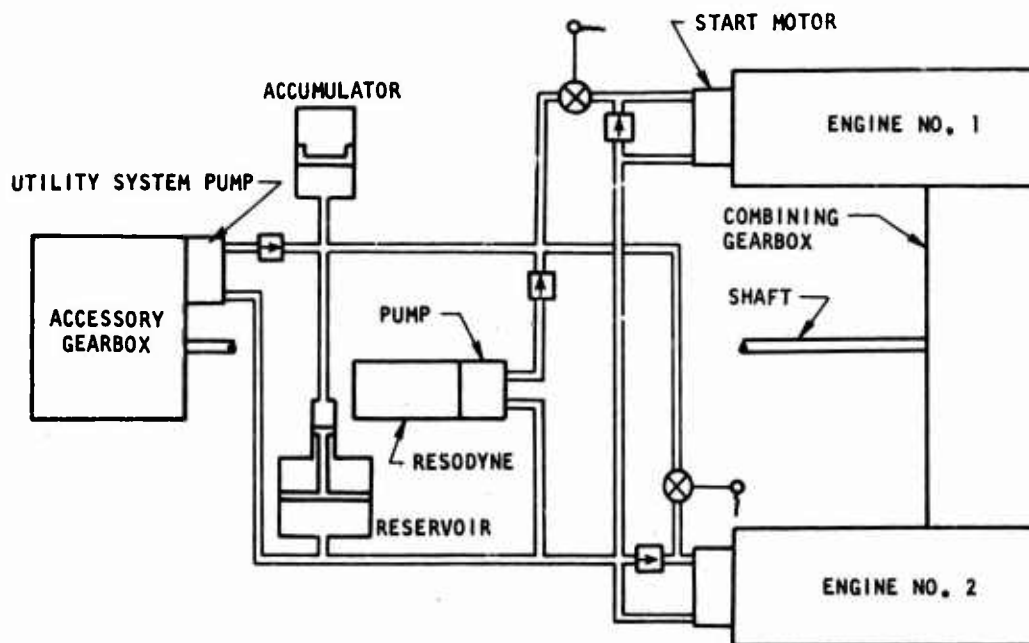 START MOTOR
ACCUMULATOR
ENGINE NO. 1
UTILITY SYSTEM PUMP
COMBINING
GEARBOX
SHAFT
PUMP
ACCESSORY
GEARBOX
RESODYNE
RESERVOIR
ENGINE NO. 2